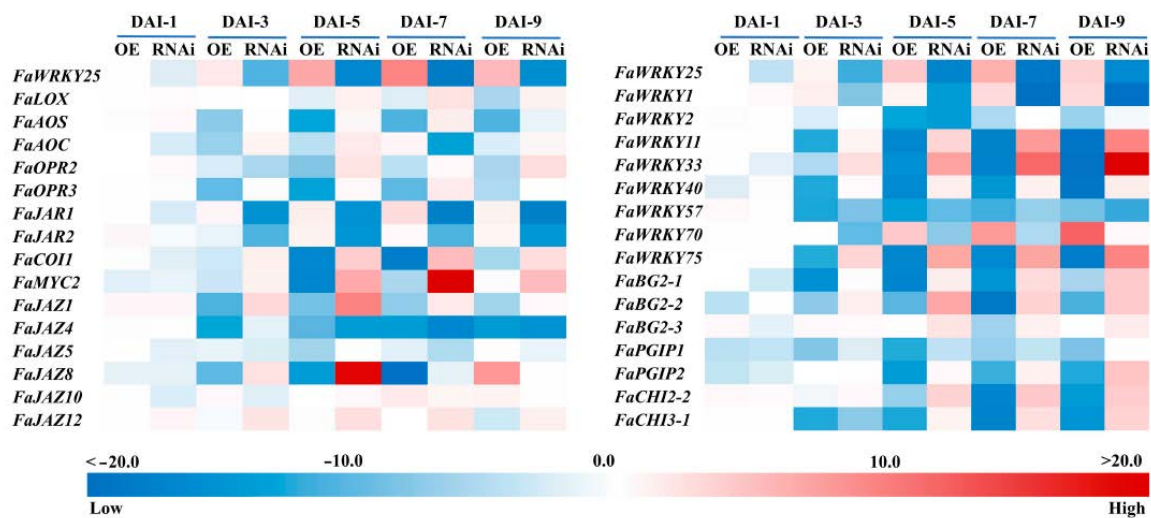 DAI-1 DAI-3 DAI-5 DAI-7 DAI-9
OE RNAi OE RNAi OE RNAi OE RNAi OE RNAi
FaWRKY25
FaLOX
FaAOS
FaAOC
FaOPR2
FaOPR3
FaJAR1
FaJAR2
FaCOI1
FaMYC2
FaJAZ1
FaJAZ4
FaJAZ5
FaJAZ8
FaJAZ10
FaJAZ12
DAI-1 DAI-3 DAI-5 DAI-7 DAI-9
OE RNAi OE RNAi OE RNAi OE RNAi OE RNAi
FaWRKY25
FaWRKY1
FaWRKY2
FaWRKY11
FaWRKY33
FaWRKY40
FaWRKY57
FaWRKY70
FaWRKY75
FaBG2-1
FaBG2-2
FaBG2-3
FaPGIP1
FaPGIP2
FaCHI2-2
FaCHI3-1
<-20.0 -10.0 0.0 10.0 >20.0
Low High